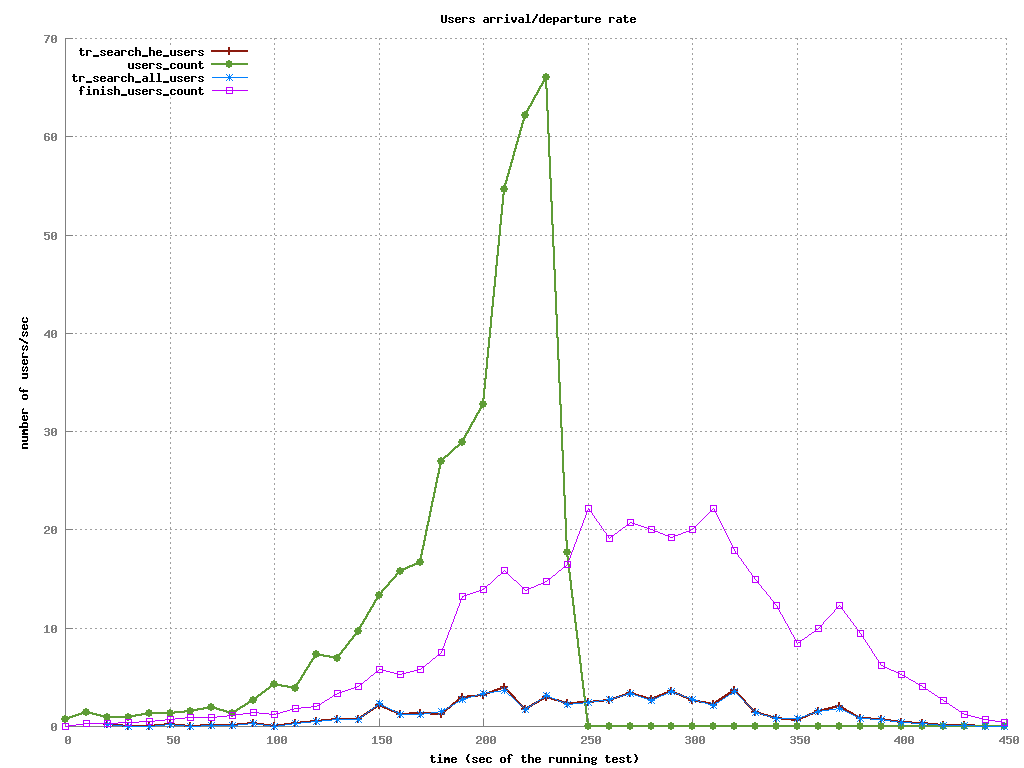 Users arrival/departure rate
70
tr_search_he_users
users_count
tr_search_all_users
finish_users_count
60
50
40
number of users/sec
30
20
10
0
0 50 100 150 200 250 300 350 400 450
time (sec of the running test)